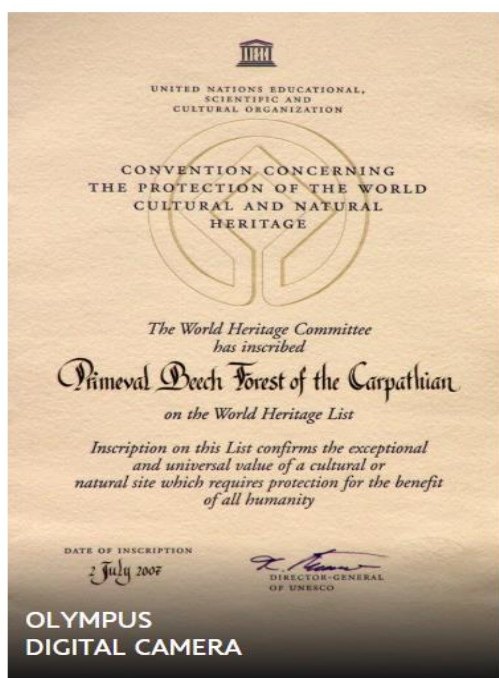 UNITED NATIONS EDUCATIONAL,
SCIENTIFIC AND
CULTURAL ORGANIZATION
CONVENTION CONCERNING
THE PROTECTION OF THE WORLD
CULTURAL AND NATURAL
HERITAGE
The World Heritage Committee
has inscribed
Primeval Beech Forest of the Carpathian
on the World Heritage List
Inscription on this List confirms the exceptional
and universal value of a cultural or
natural site which requires protection for the benefit
of all humanity
DATE OF INSCRIPTION
2 July 2007
DIRECTOR-GENERAL
OF UNESCO
OLYMPUS
DIGITAL CAMERA